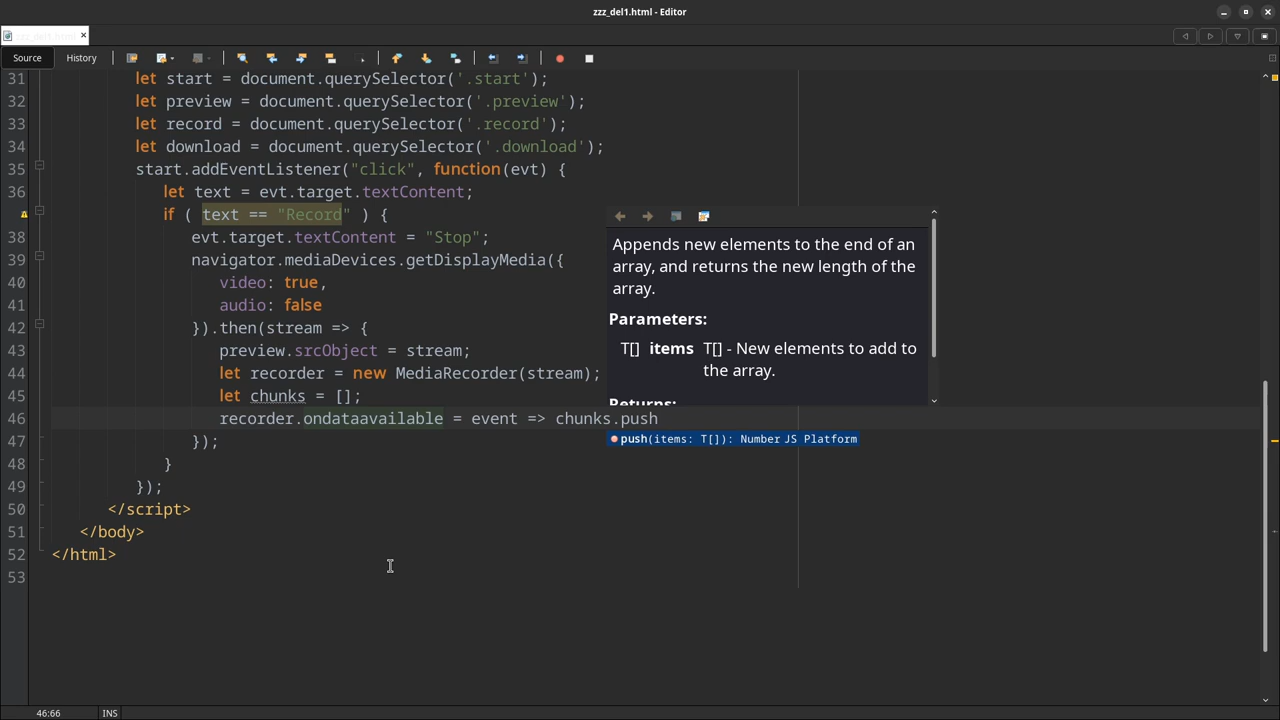 zzz_del1.html - Editor
zzz_del1.html
Source History
31 let start = document.querySelector('.start');
32 let preview = document.querySelector('.preview');
33 let record = document.querySelector('.record');
34 let download = document.querySelector('.download');
35 start.addEventListener("click", function(evt) {
36 let text = evt.target.textContent;
if ( text == "Record" ) {
38 evt.target.textContent = "Stop";
39 navigator.mediaDevices.getDisplayMedia({
40 video: true,
41 audio: false
42 }).then(stream => {
43 preview.srcObject = stream;
44 let recorder = new MediaRecorder(stream);
45 let chunks = [];
46 recorder.ondataavailable = event => chunks.push
47 });
48 }
49 });
50 </script>
51 </body>
52 </html>
53
Appends new elements to the end of an
array, and returns the new length of the
array.
Parameters:
T[] items T[] - New elements to add to
the array.
Returns:
push(items: T[]): Number JS Platform
46:66 INS